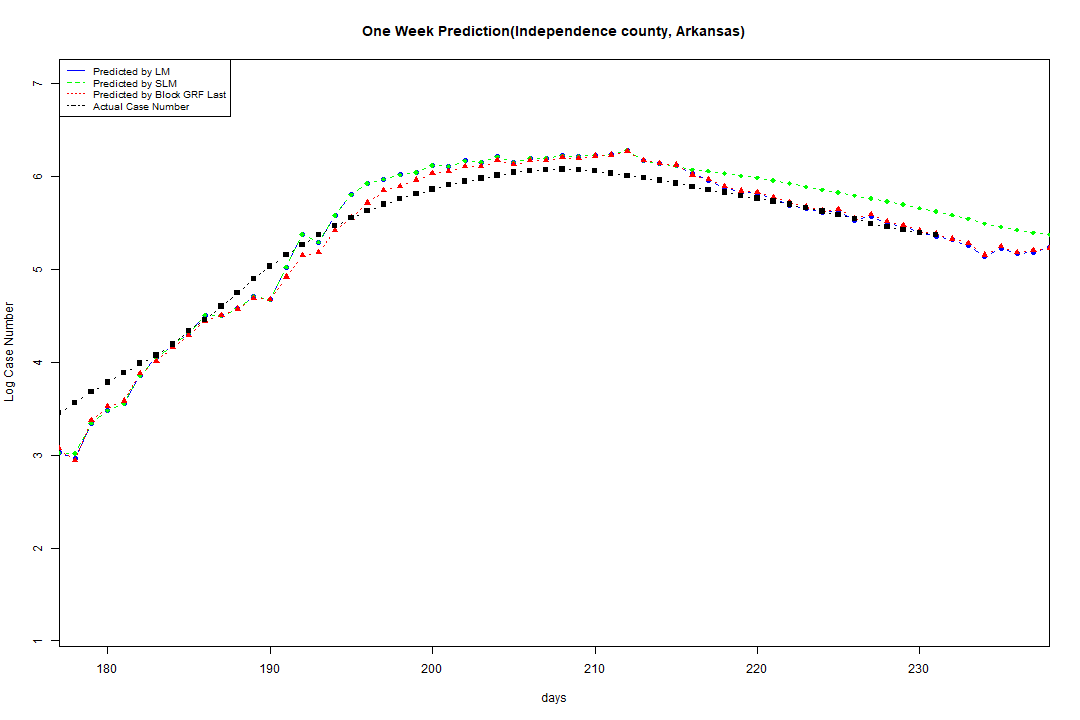 One Week Prediction(Independence county, Arkansas)
Predicted by LM
Predicted by SLM
Predicted by Block GRF Last
Actual Case Number
7
6
5
4
3
2
1
Log Case Number
180 190 200 210 220 230
days